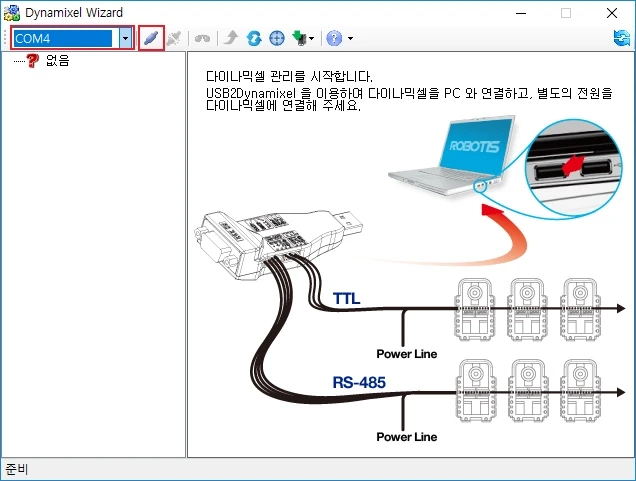 Dynamixel Wizard
COM4
없음
다이나믹셀 관리를 시작합니다.
USB2Dynamixel 을 이용하여 다이나믹셀을 PC 와 연결하고, 별도의 전원을
다이나믹셀에 연결해 주세요.
ROBOTIS
TTL
Power Line
RS-485
Power Line
준비